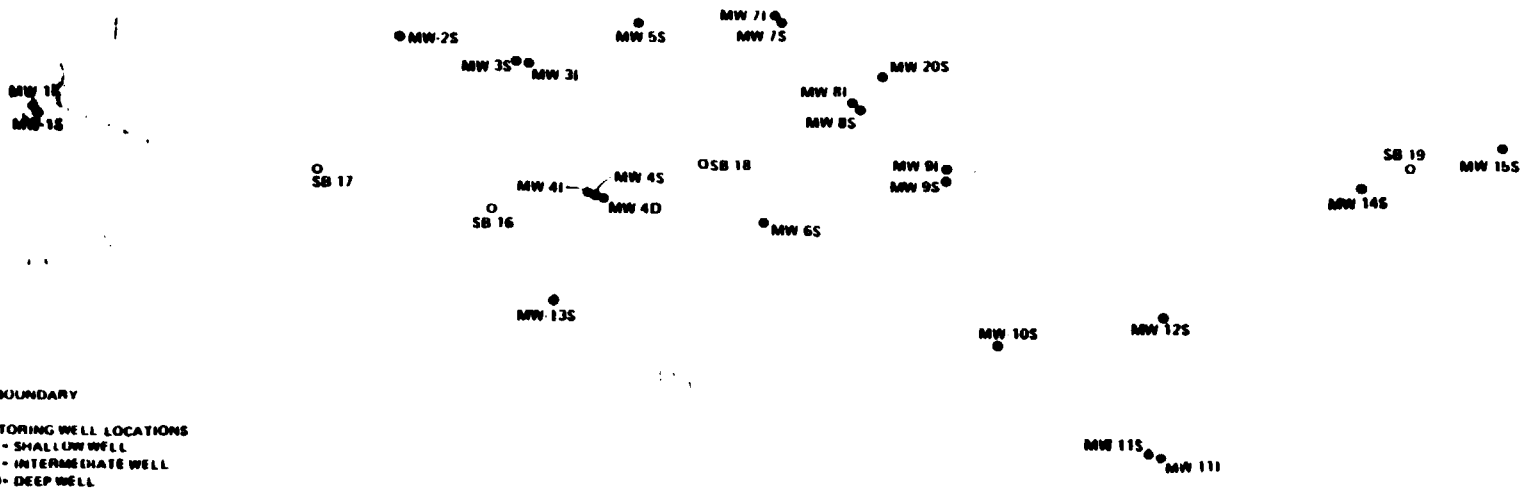 MW 7I
MW 7S
MW 5S
MW-2S
MW 3S
MW 3I
MW 20S
MW 8I
MW 8S
MW-1S
SB 17
MW 4I
MW 4S
MW 4D
SB 16
SB 18
MW 9I
MW 9S
MW 6S
SB 19
MW 15S
MW 14S
MW-13S
MW 10S
MW 12S
BOUNDARY
TORING WELL LOCATIONS
- SHALLOW WELL
- INTERMEDIATE WELL
- DEEP WELL
MW 11S
MW 11I